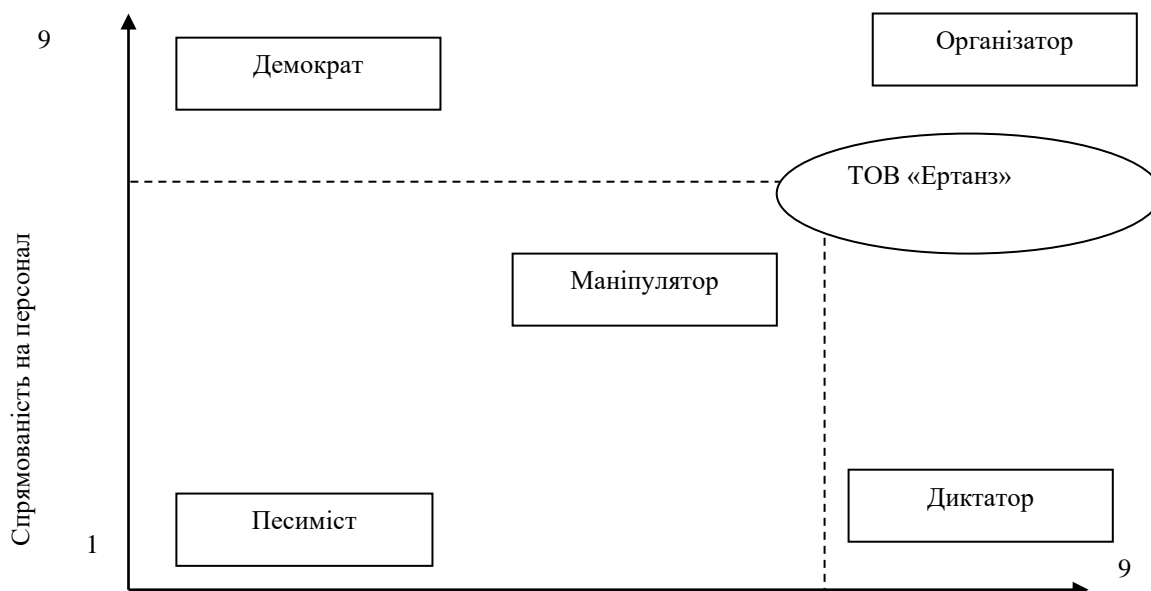 9
Демократ
Організатор
ТОВ «Ертанз»
Маніпулятор
Спрямованість на персонал
Песиміст
Диктатор
1
9